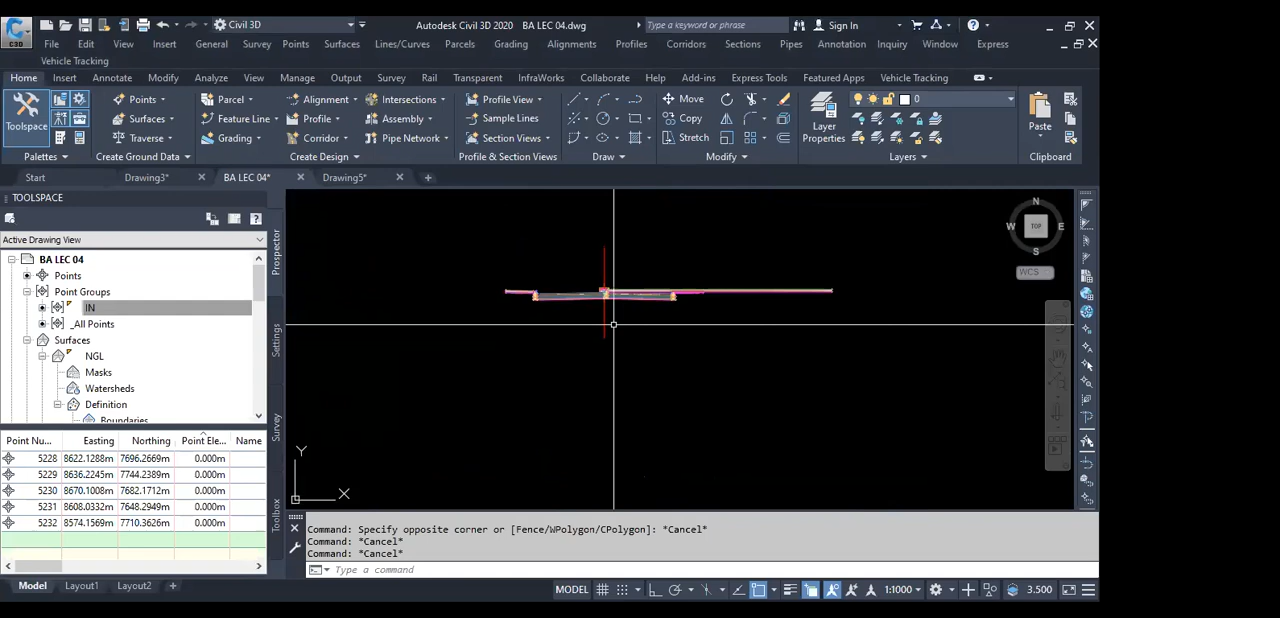 Civil 3D
Autodesk Civil 3D 2020 BA LEC 04.dwg
Type a keyword or phrase
Sign In
C3D
File Edit View Insert General Survey Points Surfaces Lines/Curves Parcels Grading Alignments Profiles Corridors Sections Pipes Annotation Inquiry Window Express
Vehicle Tracking
Home Insert Annotate Modify Analyze View Manage Output Survey Rail Transparent InfraWorks Collaborate Help Add-ins Express Tools Featured Apps Vehicle Tracking
Points Parcel Alignment Intersections Profile View Move 0
Toolspace Surfaces Feature Line Profile Assembly Sample Lines Copy Layer Properties Paste
Traverse Grading Corridor Pipe Network Section Views Stretch
Palettes Create Ground Data Create Design Profile & Section Views Draw Modify Layers Clipboard
Start Drawing3* BA LEC 04* Drawing5*
TOOLSPACE
Active Drawing View
BA LEC 04
Points
Point Groups
IN
_All Points
Surfaces
NGL
Masks
Watersheds
Definition
Boundaries
Prospector
Settings
Survey
Toolbox
Point Nu... Easting Northing Point Ele... Name
5228 8622.1288m 7696.2669m 0.000m
5229 8636.2245m 7744.2389m 0.000m
5230 8670.1008m 7682.1712m 0.000m
5231 8608.0332m 7648.2949m 0.000m
5232 8574.1569m 7710.3626m 0.000m
N
W TOP E
S
WCS
Y
X
Command: Specify opposite corner or [Fence/WPolygon/CPolygon]: *Cancel*
Command: *Cancel*
Command: *Cancel*
Type a command
Model Layout1 Layout2
MODEL 1:1000 3.500